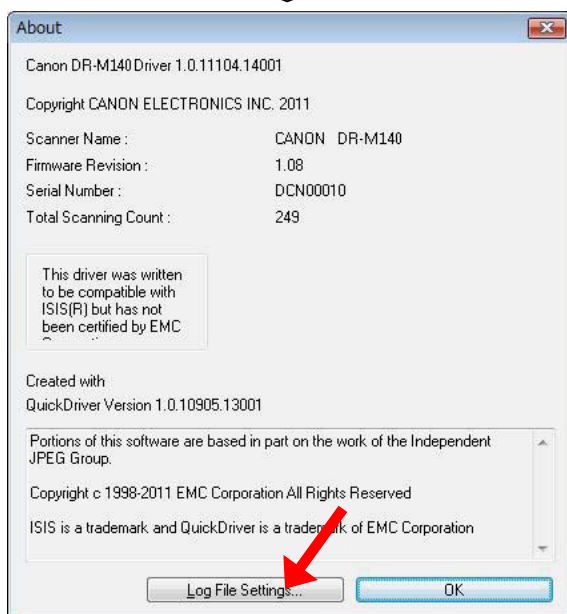 About
Canon DR-M140 Driver 1.0.11104.14001
Copyright CANON ELECTRONICS INC. 2011
Scanner Name : CANON DR-M140
Firmware Revision : 1.08
Serial Number : DCN00010
Total Scanning Count : 249
This driver was written
to be compatible with
ISIS(R) but has not
been certified by EMC
Created with
QuickDriver Version 1.0.10905.13001
Portions of this software are based in part on the work of the Independent
JPEG Group.
Copyright c 1998-2011 EMC Corporation All Rights Reserved
ISIS is a trademark and QuickDriver is a trademark of EMC Corporation
Log File Settings... OK